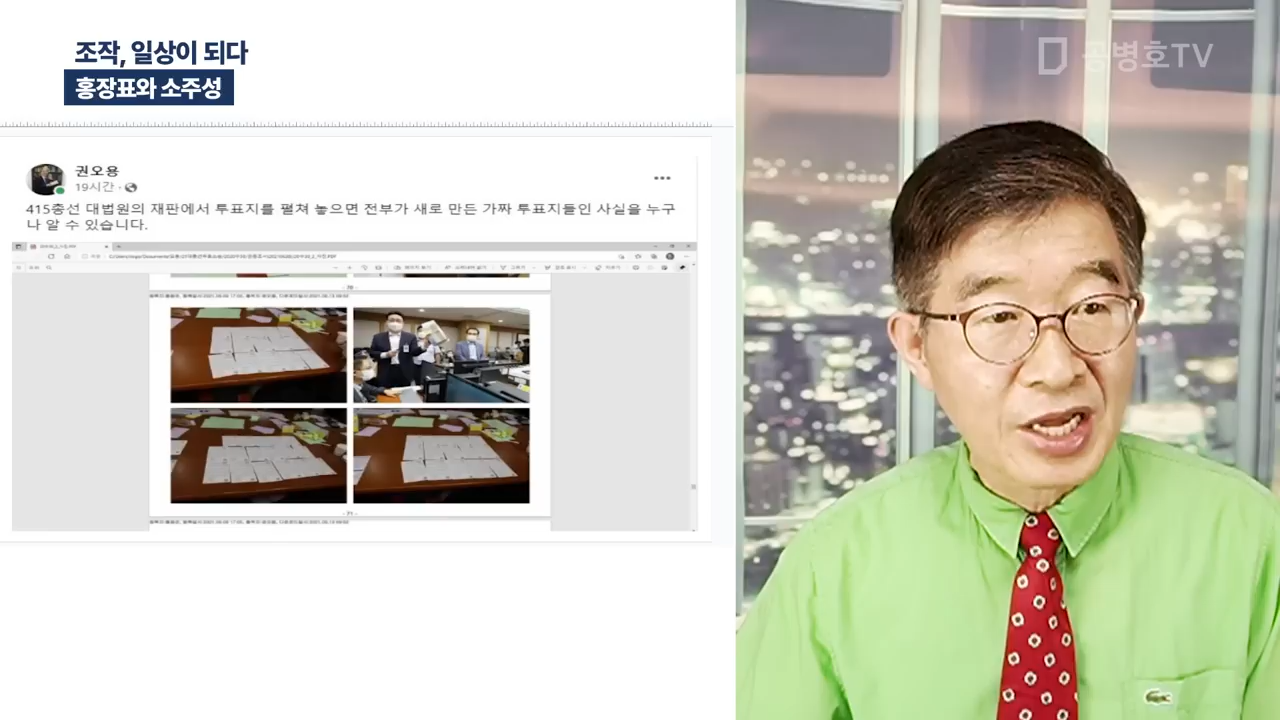 조작, 일상이 되다
홍장표와 소주성
공병호TV
권오용
19시간 ·
415총선 대법원의 재판에서 투표지를 펼쳐 놓으면 전부가 새로 만든 가짜 투표지들인 사실을 누구
나 알 수 있습니다.
- 70 -
- 71 -